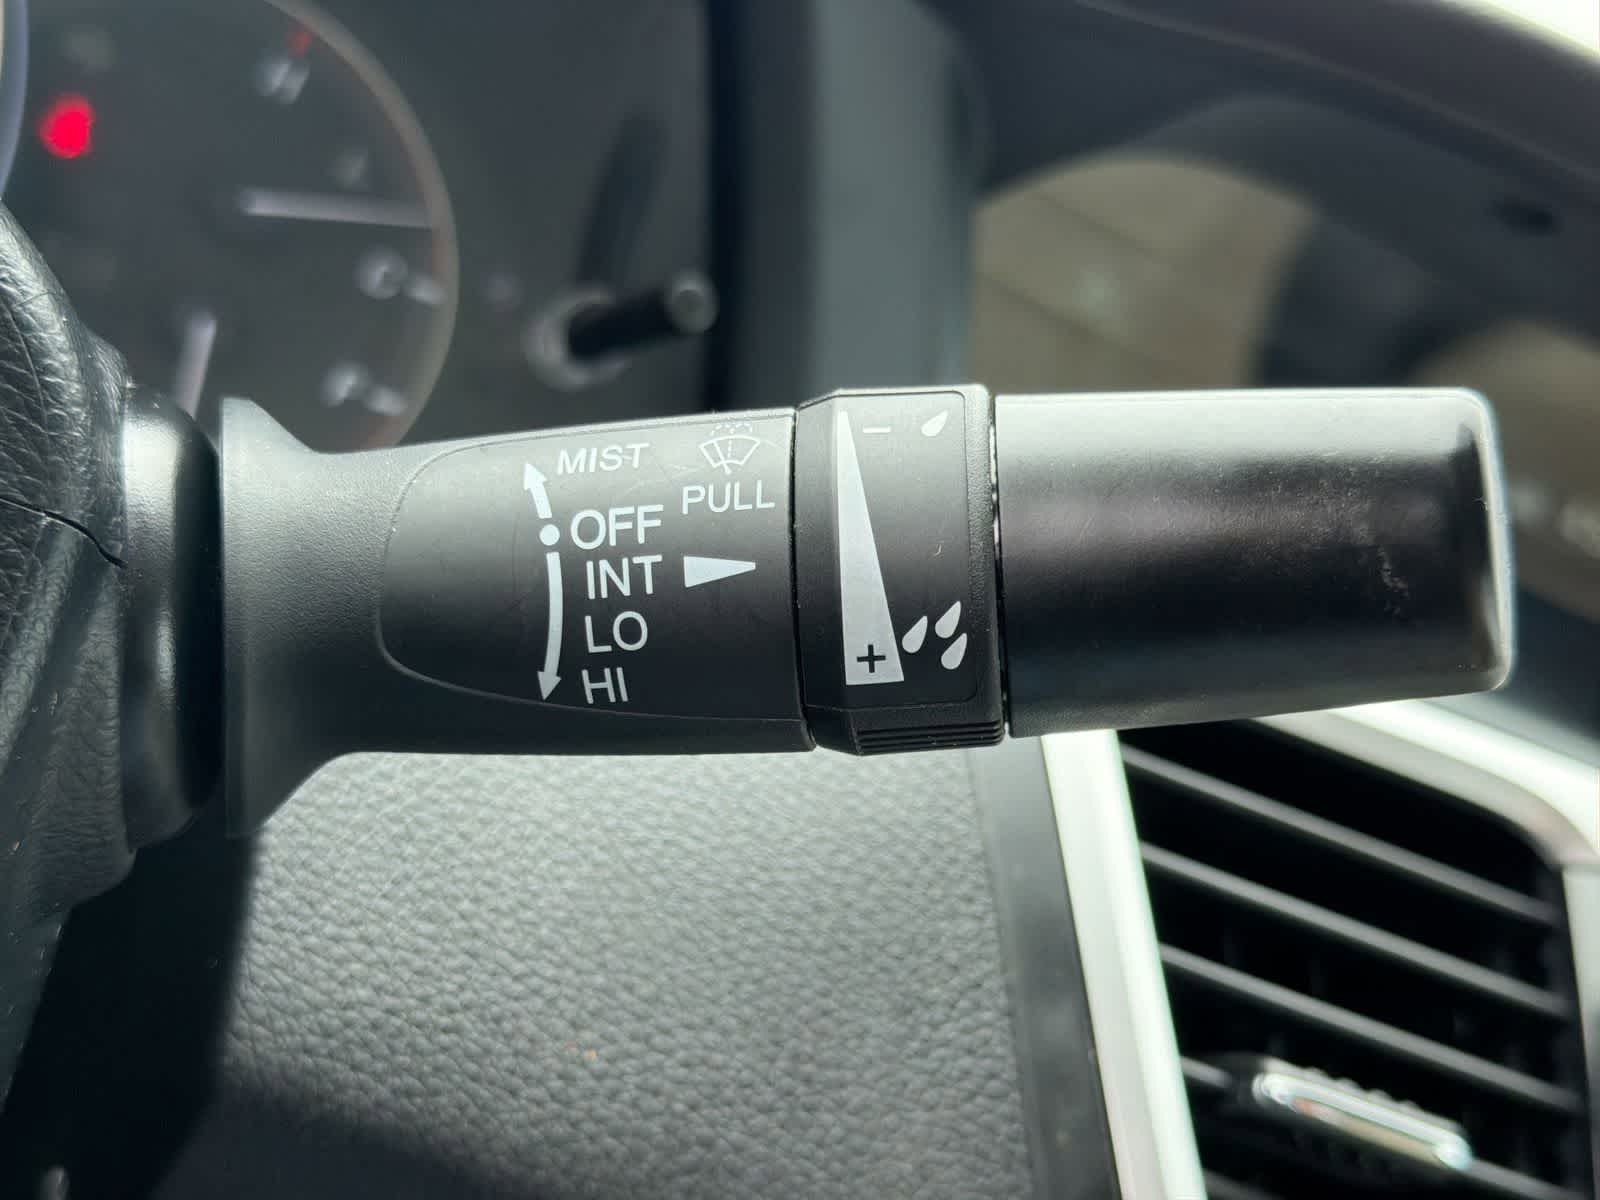 MIST
PULL
OFF
INT
LO
HI
−
+